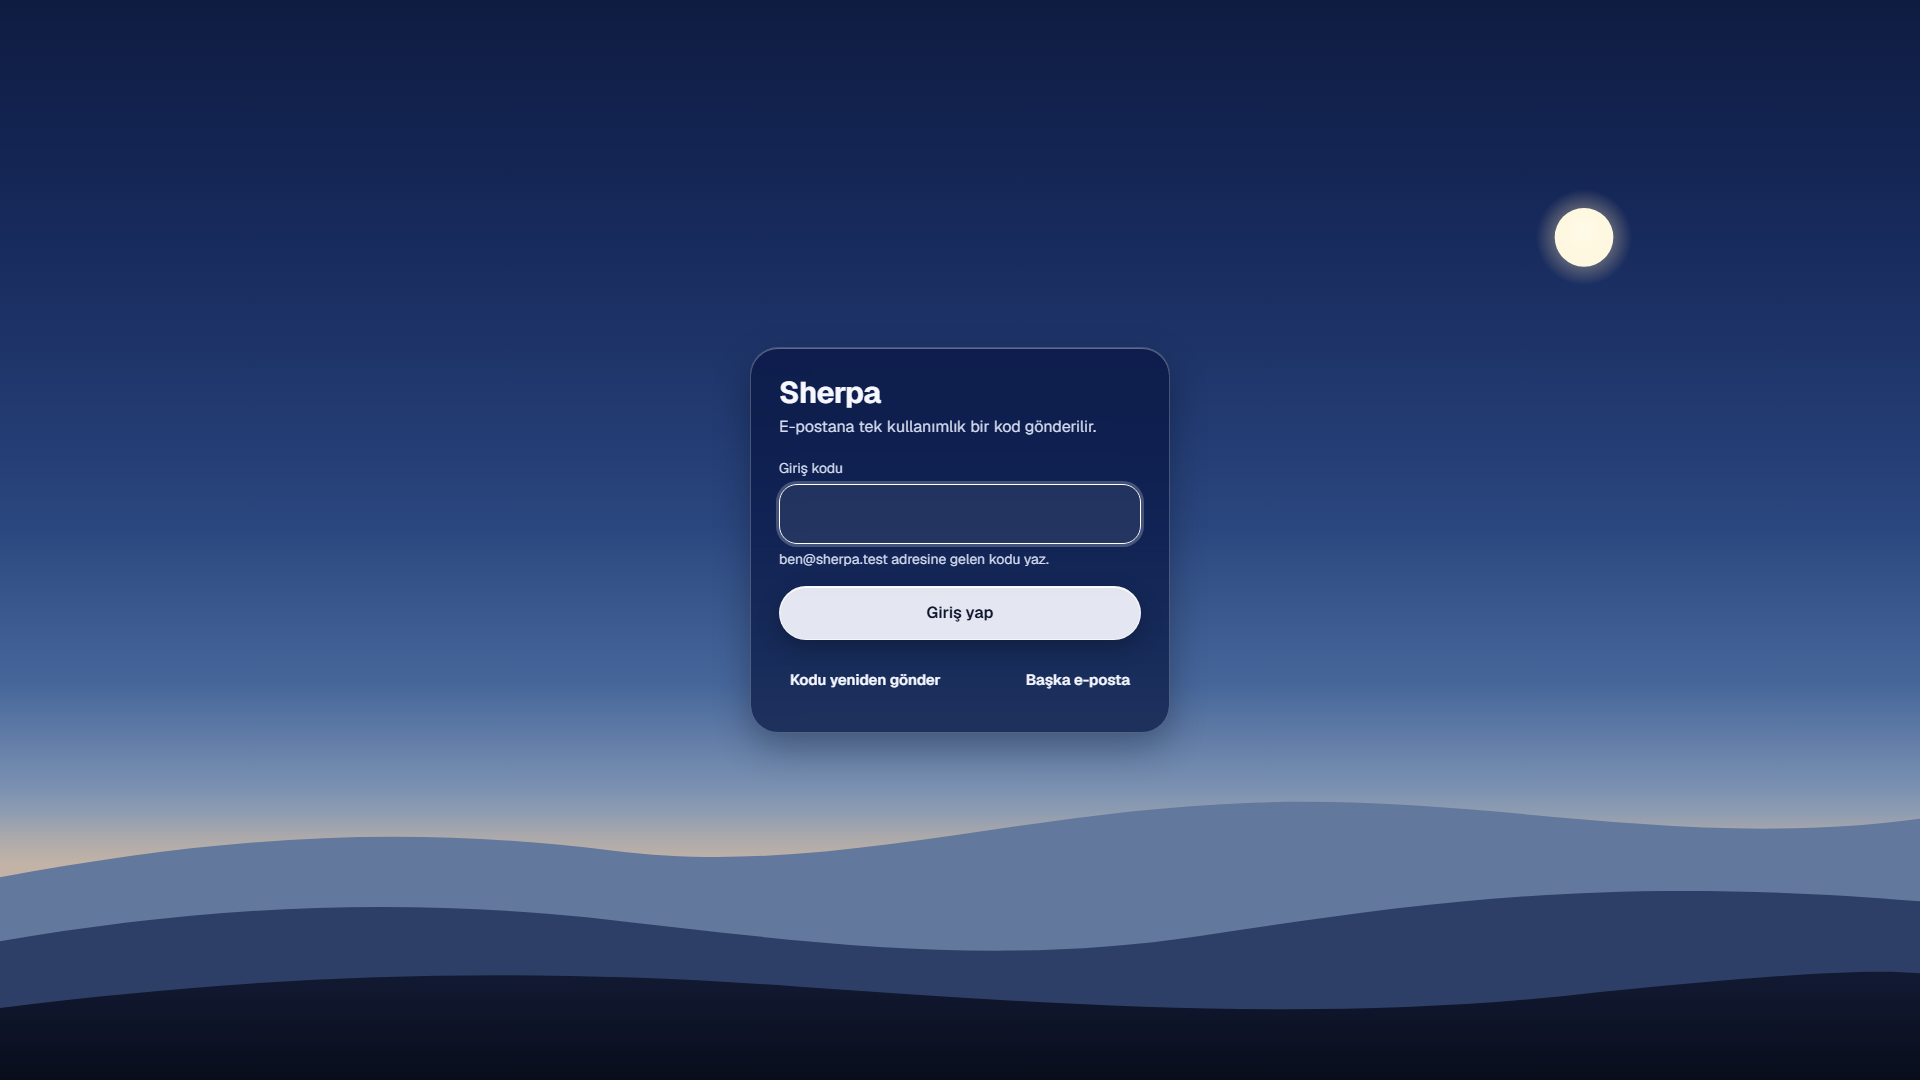 Sherpa
E-postana tek kullanımlık bir kod gönderilir.
Giriş kodu
ben@sherpa.test adresine gelen kodu yaz.
Giriş yap
Kodu yeniden gönder
Başka e-posta